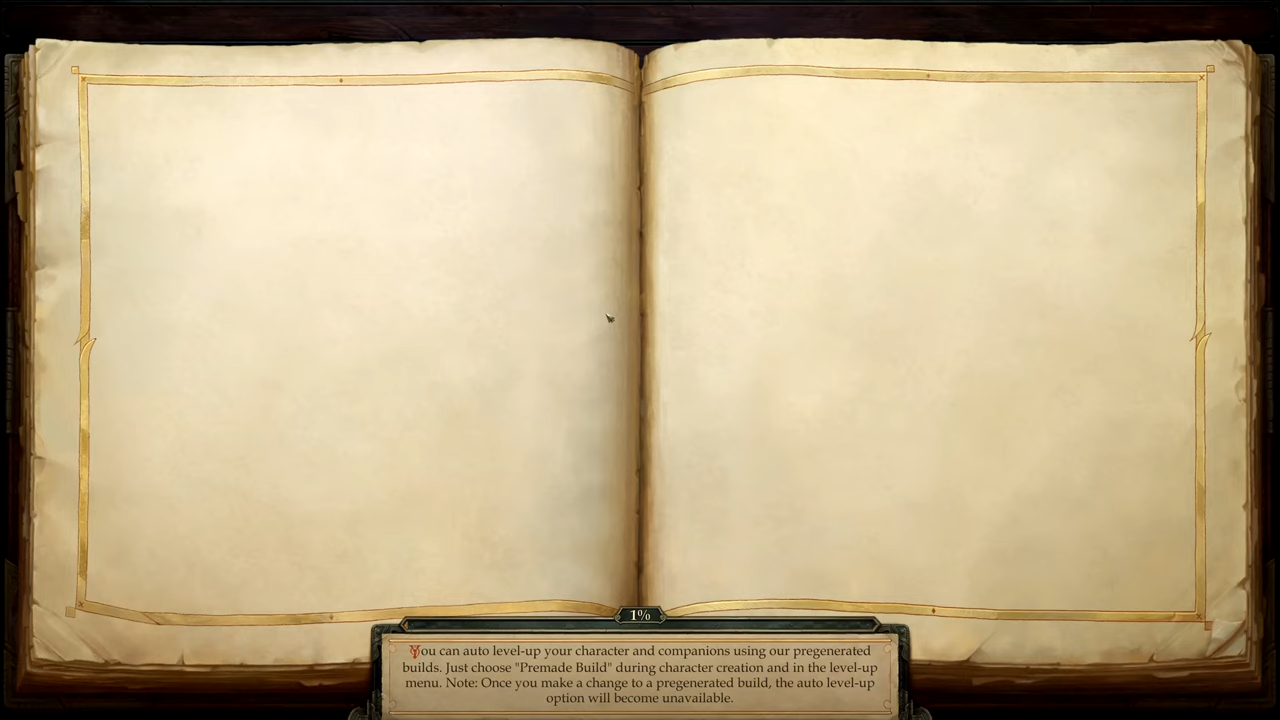 1%
You can auto level-up your character and companions using our pregenerated
builds. Just choose "Premade Build" during character creation and in the level-up
menu. Note: Once you make a change to a pregenerated build, the auto level-up
option will become unavailable.